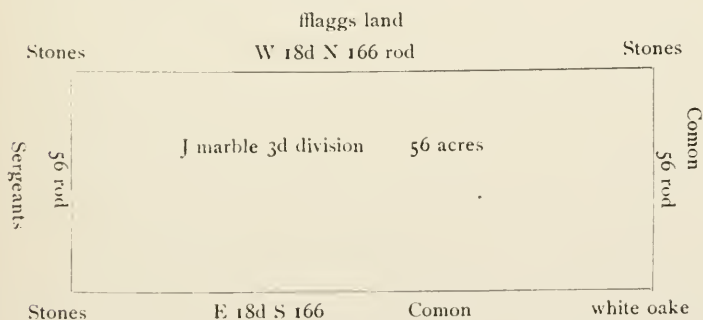 fflaggs land
Stones W 18d N 166 rod Stones
Sergeants
56 rod
J marble 3d division 56 acres
56 rod
Comon
Stones E 18d S 166 Comon white oake